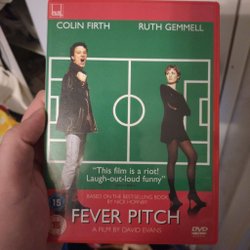 COLIN FIRTH RUTH GEMMELL
"This film is a riot!
Laugh-out-loud funny"
BASED ON THE BEST-SELLING BOOK
BY NICK HORNBY
15
FEVER PITCH
A FILM BY DAVID EVANS
DVD